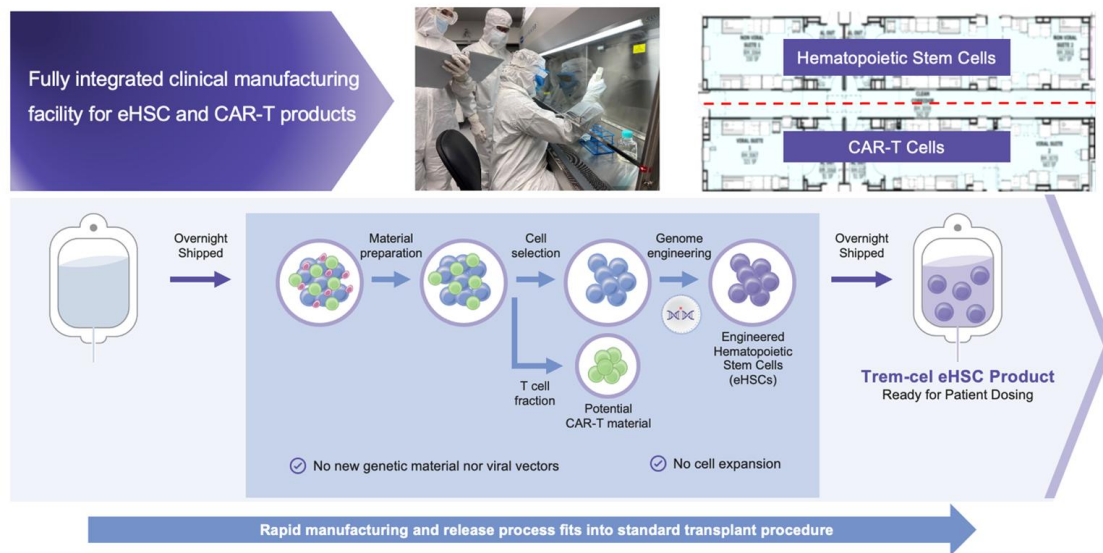 Fully integrated clinical manufacturing
facility for eHSC and CAR-T products
Hematopoietic Stem Cells
CLEAN
CORRIDOR
CAR-T Cells
Overnight
Shipped
Material
preparation
Cell
selection
Genome
engineering
Overnight
Shipped
T cell
fraction
Potential
CAR-T material
Engineered
Hematopoietic
Stem Cells
(eHSCs)
Trem-cel eHSC Product
Ready for Patient Dosing
No new genetic material nor viral vectors
No cell expansion
Rapid manufacturing and release process fits into standard transplant procedure